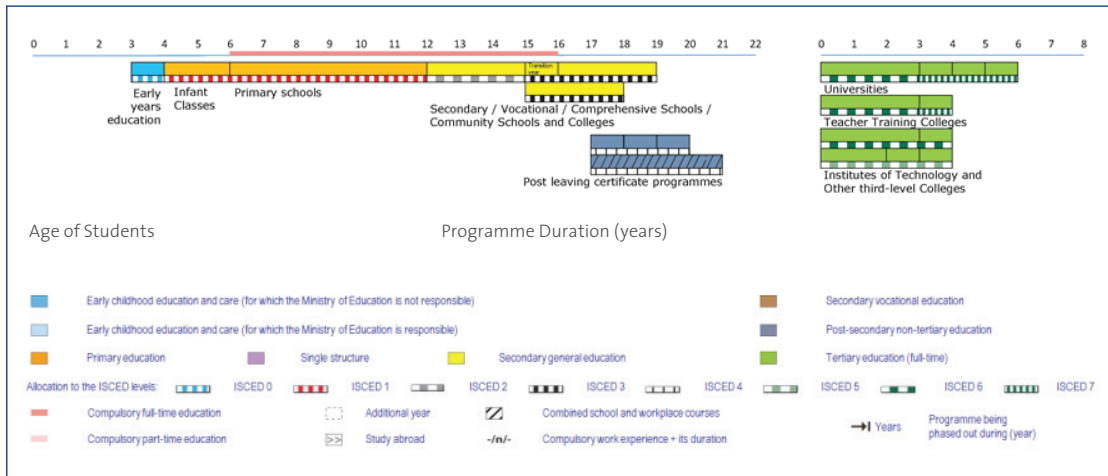 0 1 2 3 4 5 6 7 8 9 10 11 12 13 14 15 16 17 18 19 20 21 22
0 1 2 3 4 5 6 7 8
Transition
year
Early
years
education
Infant
Classes
Primary schools
Secondary / Vocational / Comprehensive Schools /
Community Schools and Colleges
Post leaving certificate programmes
Universities
Teacher Training Colleges
Institutes of Technology and
Other third-level Colleges
Age of Students
Programme Duration (years)
Early childhood education and care (for which the Ministry of Education is not responsible)
Secondary vocational education
Early childhood education and care (for which the Ministry of Education is responsible)
Post-secondary non-tertiary education
Primary education
Single structure
Secondary general education
Tertiary education (full-time)
Allocation to the ISCED levels: ISCED 0 ISCED 1 ISCED 2 ISCED 3 ISCED 4 ISCED 5 ISCED 6 ISCED 7
Compulsory full-time education
Additional year
Combined school and workplace courses
Years
Programme being
phased out during (year)
Compulsory part-time education
>> Study abroad
-/n/- Compulsory work experience + its duration